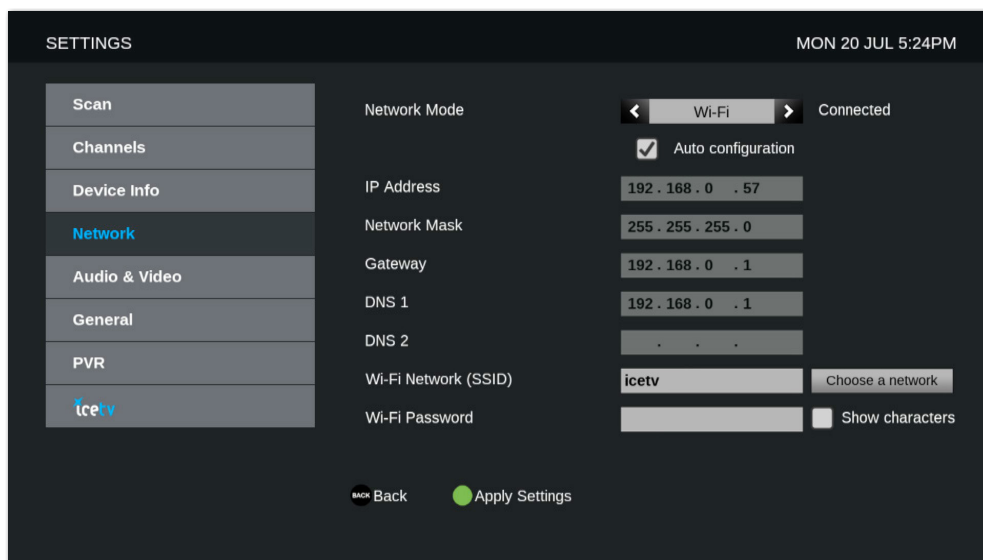 SETTINGS MON 20 JUL 5:24PM
Scan
Channels
Device Info
Network
Audio & Video
General
PVR
icetv
Network Mode Wi-Fi Connected
Auto configuration
IP Address 192 . 168 . 0 . 57
Network Mask 255 . 255 . 255 . 0
Gateway 192 . 168 . 0 . 1
DNS 1 192 . 168 . 0 . 1
DNS 2 . . .
Wi-Fi Network (SSID) icetv Choose a network
Wi-Fi Password Show characters
BACK Back Apply Settings